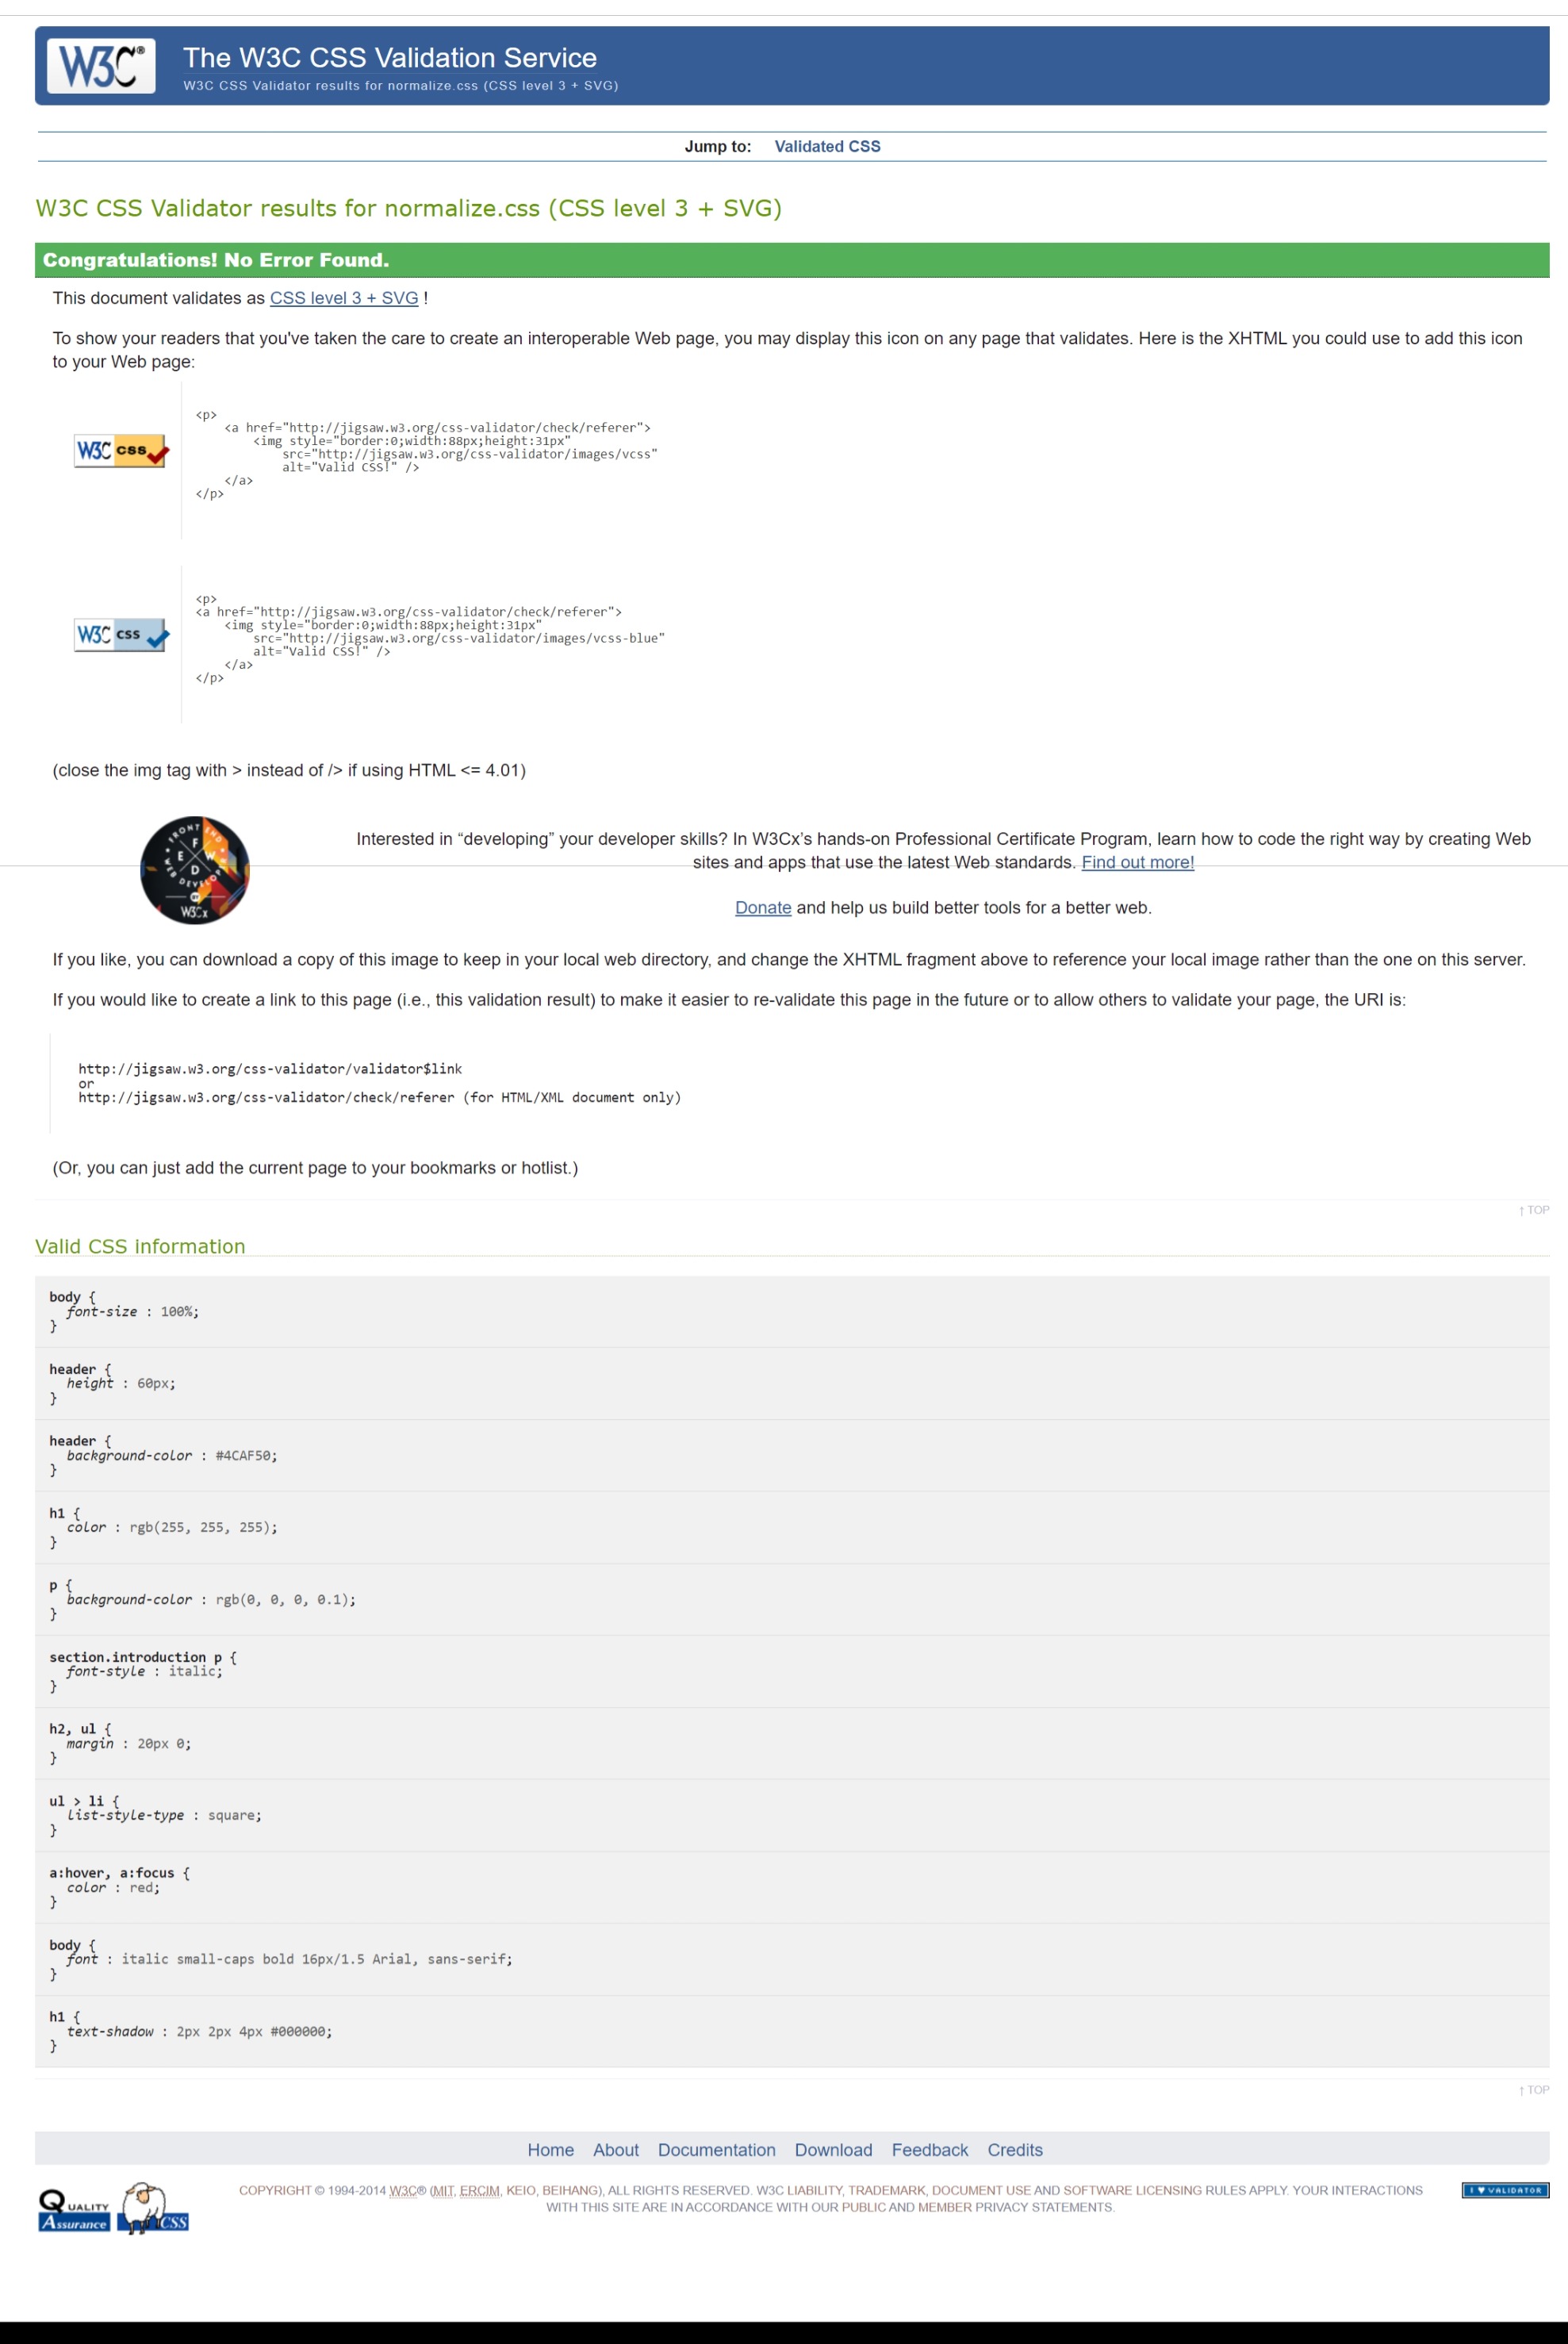 W3C®
The W3C CSS Validation Service
W3C CSS Validator results for normalize.css (CSS level 3 + SVG)
Jump to: Validated CSS
W3C CSS Validator results for normalize.css (CSS level 3 + SVG)
Congratulations! No Error Found.
This document validates as CSS level 3 + SVG !
To show your readers that you've taken the care to create an interoperable Web page, you may display this icon on any page that validates. Here is the XHTML you could use to add this icon
to your Web page:
W3C css
<p>
<a href="http://jigsaw.w3.org/css-validator/check/referer">
<img style="border:0;width:88px;height:31px"
src="http://jigsaw.w3.org/css-validator/images/vcss"
alt="Valid CSS!" />
</a>
</p>
W3C css
<p>
<a href="http://jigsaw.w3.org/css-validator/check/referer">
<img style="border:0;width:88px;height:31px"
src="http://jigsaw.w3.org/css-validator/images/vcss-blue"
alt="Valid CSS!" />
</a>
</p>
(close the img tag with > instead of /> if using HTML <= 4.01)
FRONT END
F
E W
D
WEB DEVELOP
W3Cx
Interested in “developing” your developer skills? In W3Cx’s hands-on Professional Certificate Program, learn how to code the right way by creating Web
sites and apps that use the latest Web standards. Find out more!
Donate and help us build better tools for a better web.
If you like, you can download a copy of this image to keep in your local web directory, and change the XHTML fragment above to reference your local image rather than the one on this server.
If you would like to create a link to this page (i.e., this validation result) to make it easier to re-validate this page in the future or to allow others to validate your page, the URI is:
http://jigsaw.w3.org/css-validator/validator$link
or
http://jigsaw.w3.org/css-validator/check/referer (for HTML/XML document only)
(Or, you can just add the current page to your bookmarks or hotlist.)
↑ TOP
Valid CSS information
body {
font-size : 100%;
}
header {
height : 60px;
}
header {
background-color : #4CAF50;
}
h1 {
color : rgb(255, 255, 255);
}
p {
background-color : rgb(0, 0, 0, 0.1);
}
section.introduction p {
font-style : italic;
}
h2, ul {
margin : 20px 0;
}
ul > li {
list-style-type : square;
}
a:hover, a:focus {
color : red;
}
body {
font : italic small-caps bold 16px/1.5 Arial, sans-serif;
}
h1 {
text-shadow : 2px 2px 4px #000000;
}
↑ TOP
Home About Documentation Download Feedback Credits
QUALITY
Assurance
CSS
COPYRIGHT © 1994-2014 W3C® (MIT, ERCIM, KEIO, BEIHANG), ALL RIGHTS RESERVED. W3C LIABILITY, TRADEMARK, DOCUMENT USE AND SOFTWARE LICENSING RULES APPLY. YOUR INTERACTIONS
WITH THIS SITE ARE IN ACCORDANCE WITH OUR PUBLIC AND MEMBER PRIVACY STATEMENTS.
I ♥ VALIDATOR